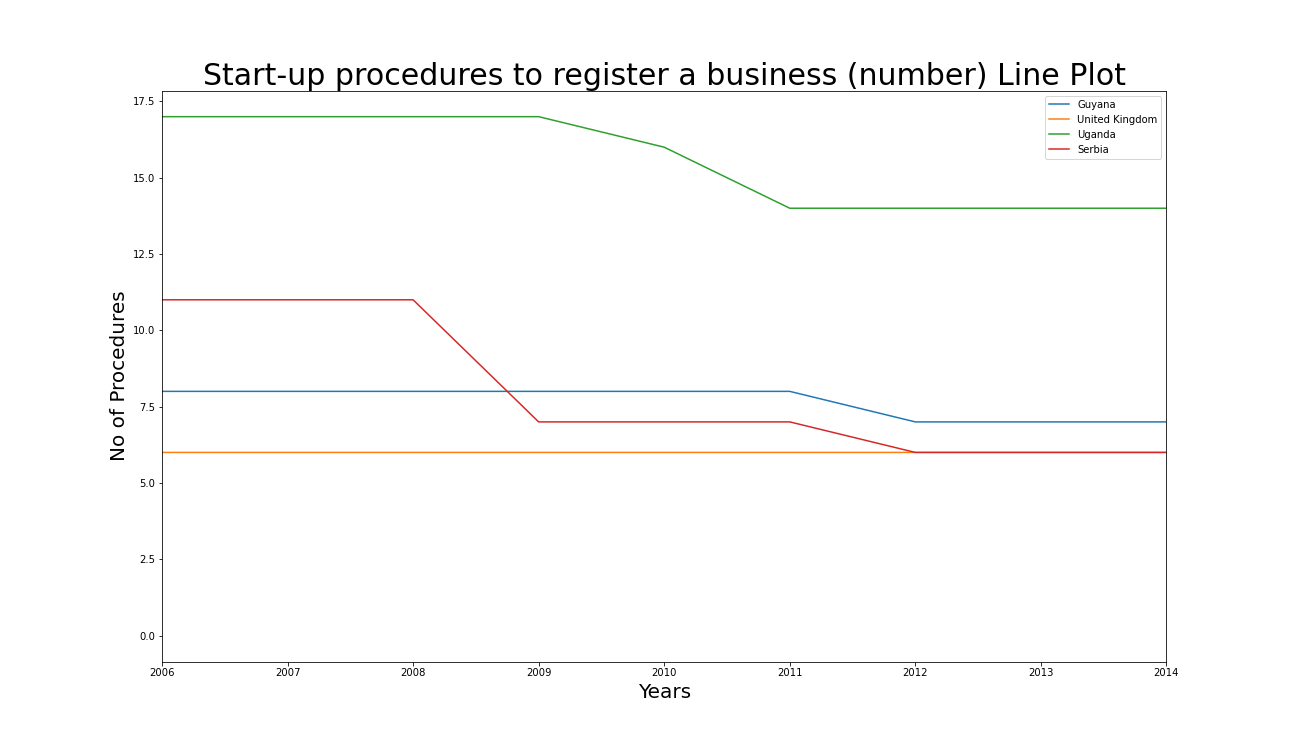 Start-up procedures to register a business (number) Line Plot
Guyana
United Kingdom
Uganda
Serbia
No of Procedures
17.5
15.0
12.5
10.0
7.5
5.0
2.5
0.0
2006 2007 2008 2009 2010 2011 2012 2013 2014
Years